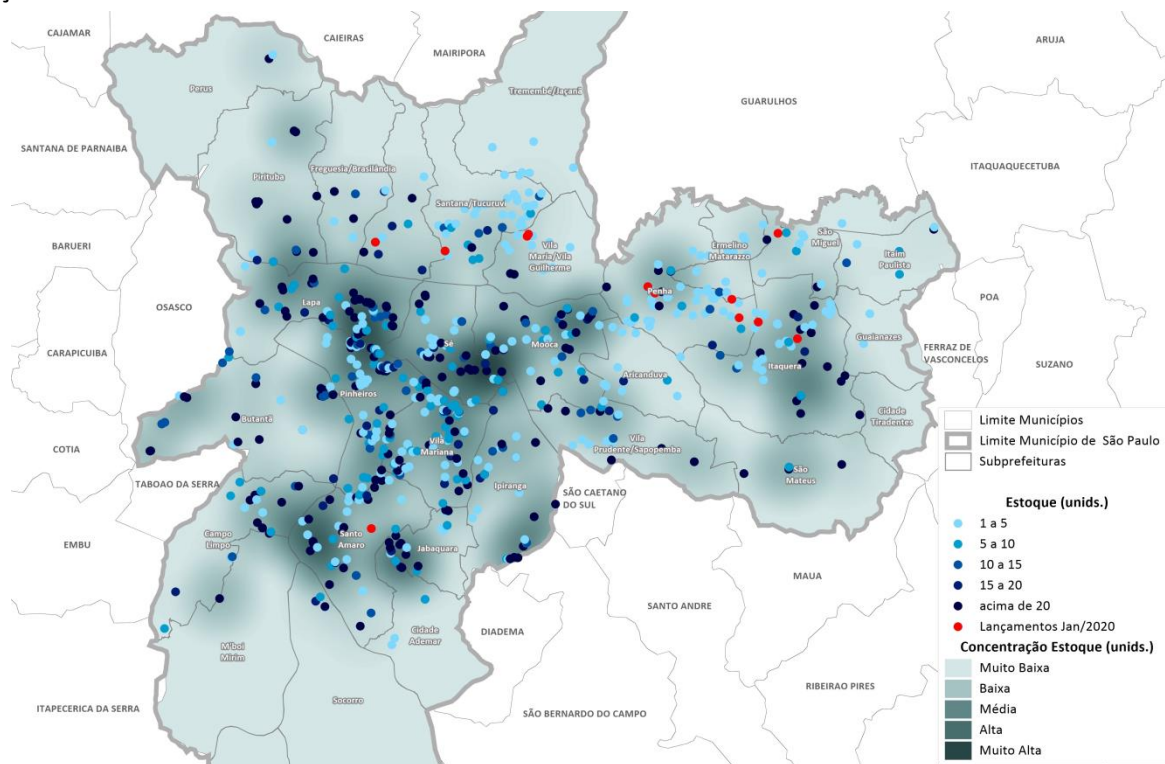 CAJAMAR
CAIEIRAS
MAIRIPORA
ARUJA
Perus
Tremembé/Jaçanã
GUARULHOS
SANTANA DE PARNAIBA
Pirituba
Freguesia/Brasilândia
ITAQUAQUECETUBA
Santana/Tucuruvi
BARUERI
Vila
Maria/Vila
Guilherme
Ermelino
Matarazzo
São
Miguel
Itaim
Paulista
OSASCO
Lapa
Penha
POA
CARAPICUIBA
Sé
Mooca
Guaianazes
FERRAZ DE
VASCONCELOS
SUZANO
Itaquera
Aricanduva
Pinheiros
Butantã
Cidade
Tiradentes
COTIA
Vila
Mariana
Vila
Prudente/Sapopemba
TABOAO DA SERRA
Ipiranga
São
Mateus
SÃO CAETANO
DO SUL
EMBU
Campo
Limpo
Santo
Amaro
Jabaquara
MAUA
SANTO ANDRE
DIADEMA
Cidade
Ademar
M'boi
Mirim
RIBEIRAO PIRES
ITAPECERICA DA SERRA
Socorro
SÃO BERNARDO DO CAMPO
Limite Municípios
Limite Município de São Paulo
Subprefeituras
Estoque (unids.)
1 a 5
5 a 10
10 a 15
15 a 20
acima de 20
Lançamentos Jan/2020
Concentração Estoque (unids.)
Muito Baixa
Baixa
Média
Alta
Muito Alta